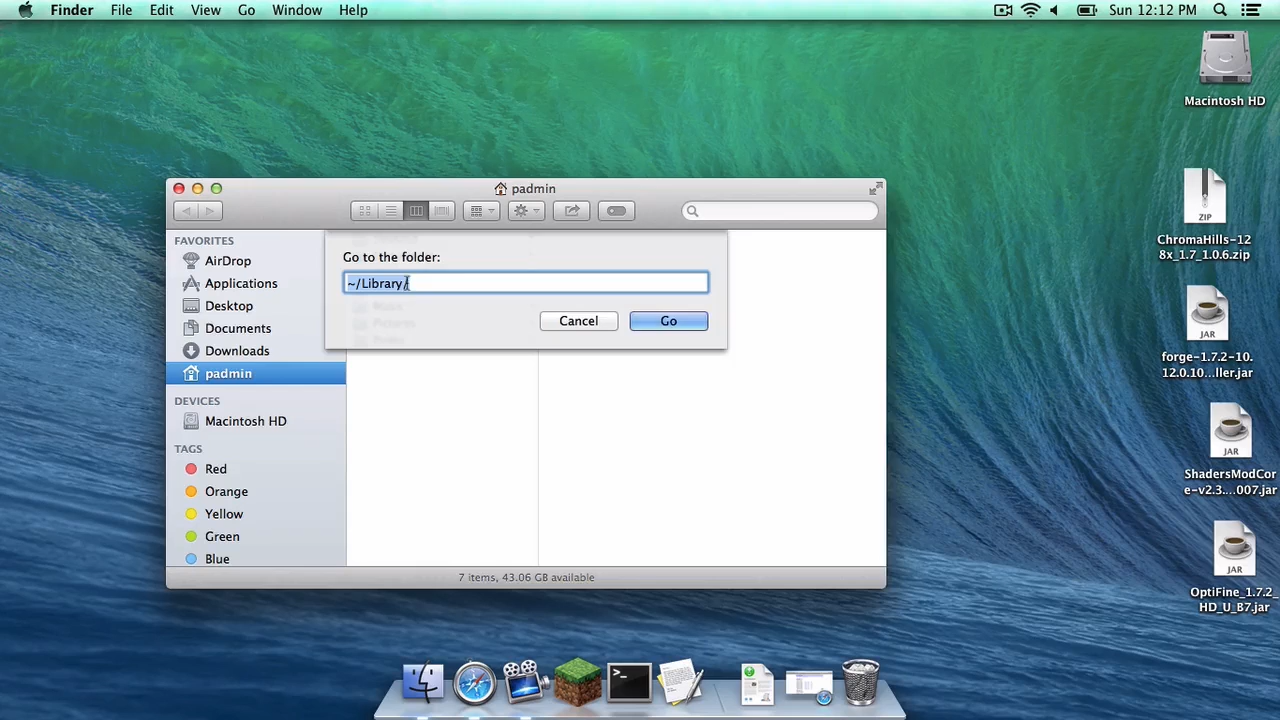 Finder File Edit View Go Window Help Sun 12:12 PM
Macintosh HD
padmin
FAVORITES
AirDrop
Applications
Desktop
Documents
Downloads
padmin
DEVICES
Macintosh HD
TAGS
Red
Orange
Yellow
Green
Blue
Go to the folder:
~/Library/
Cancel Go
7 items, 43.06 GB available
ZIP
ChromaHills-12
8x_1.7_1.0.6.zip
JAR
forge-1.7.2-10.
12.0.10...ller.jar
JAR
ShadersModCor
e-v2.3....007.jar
JAR
OptiFine_1.7.2_
HD_U_B7.jar
>_